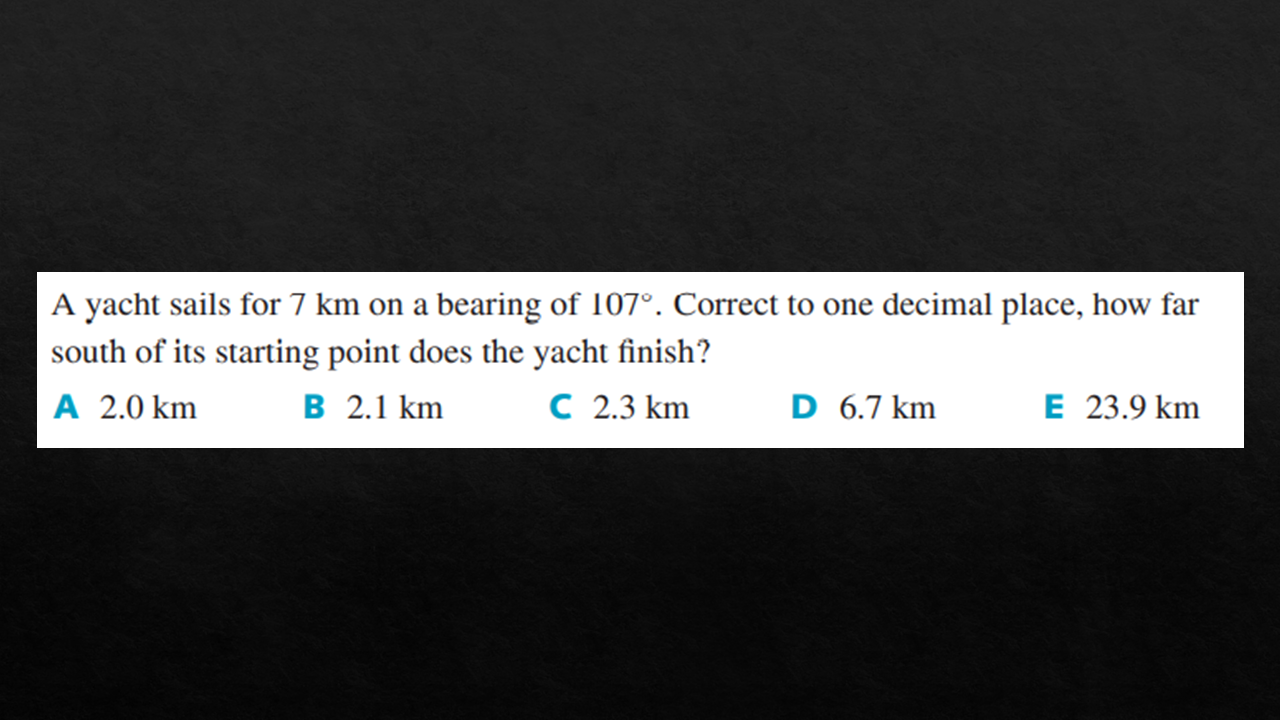 A yacht sails for 7 km on a bearing of 107°. Correct to one decimal place, how far
south of its starting point does the yacht finish?
A 2.0 km B 2.1 km C 2.3 km D 6.7 km E 23.9 km